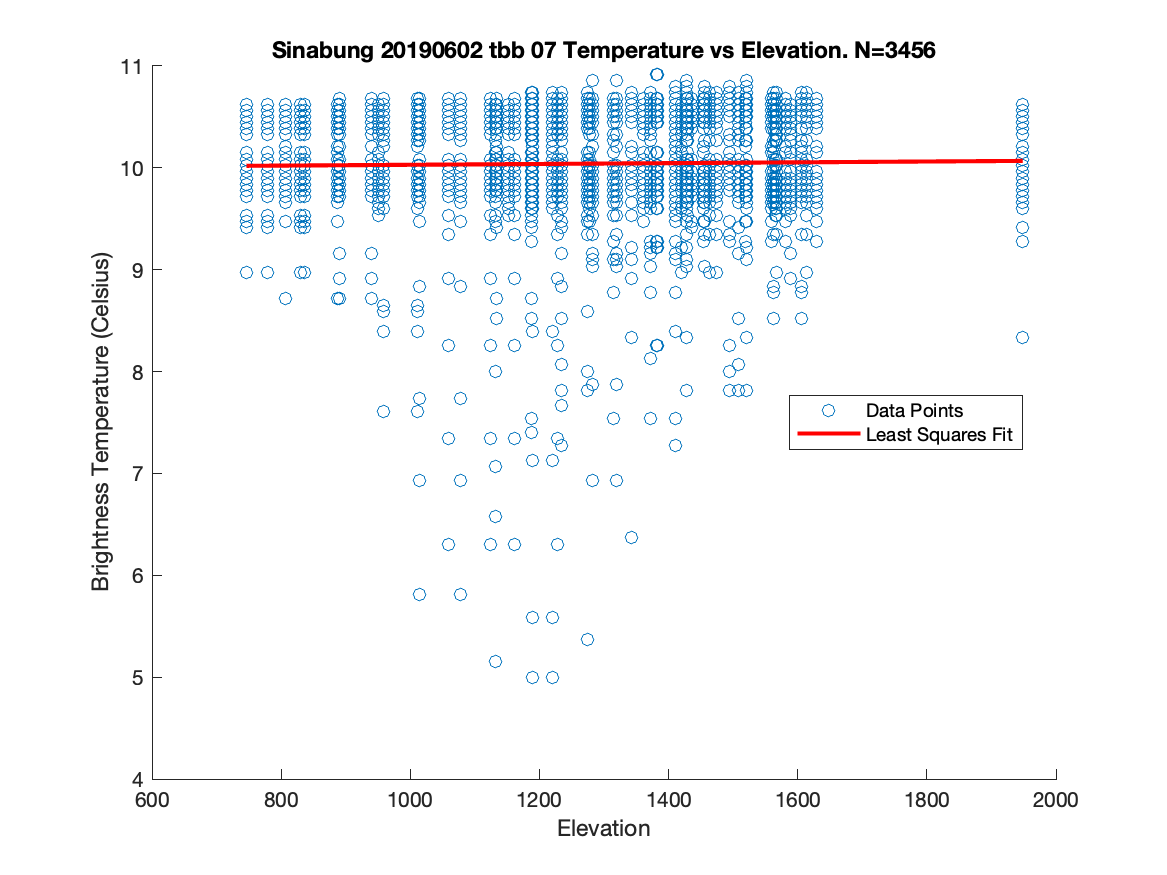 Sinabung 20190602 tbb 07 Temperature vs Elevation. N=3456
11
10
9
8
7
6
5
4
Brightness Temperature (Celsius)
Data Points
Least Squares Fit
600 800 1000 1200 1400 1600 1800 2000
Elevation